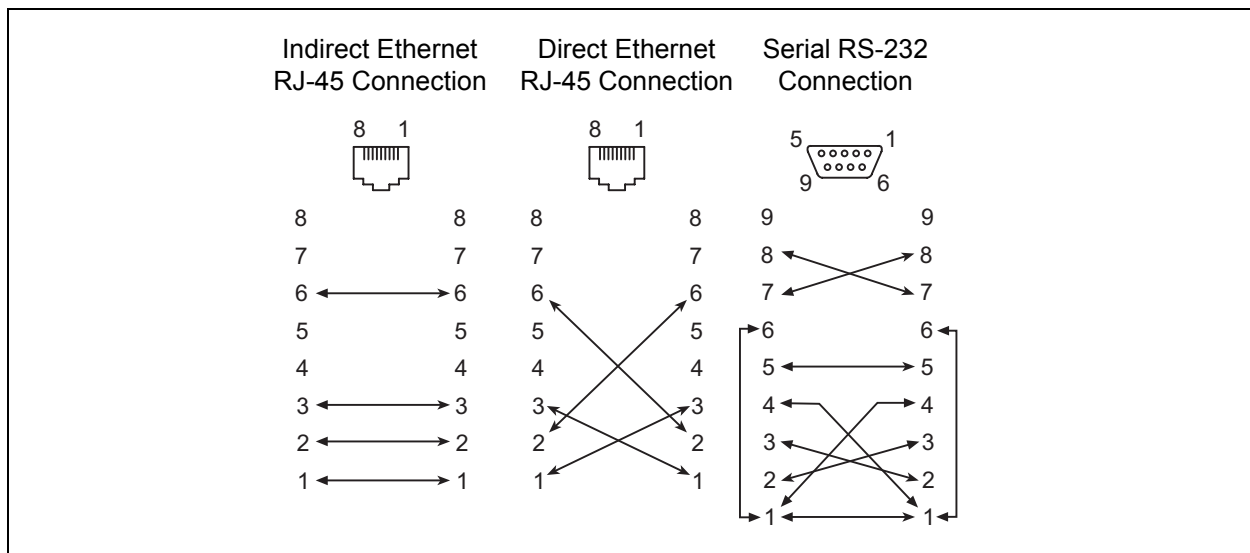 Indirect Ethernet Direct Ethernet Serial RS-232
RJ-45 Connection RJ-45 Connection Connection
8 1 8 1 5 1
9 6
8 8 8 8 9 9
7 7 7 7 8 8
6 6 6 6 7 7
5 5 5 5 6 6
4 4 4 4 5 5
3 3 3 3 4 4
2 2 2 2 3 3
1 1 1 1 2 2
1 1